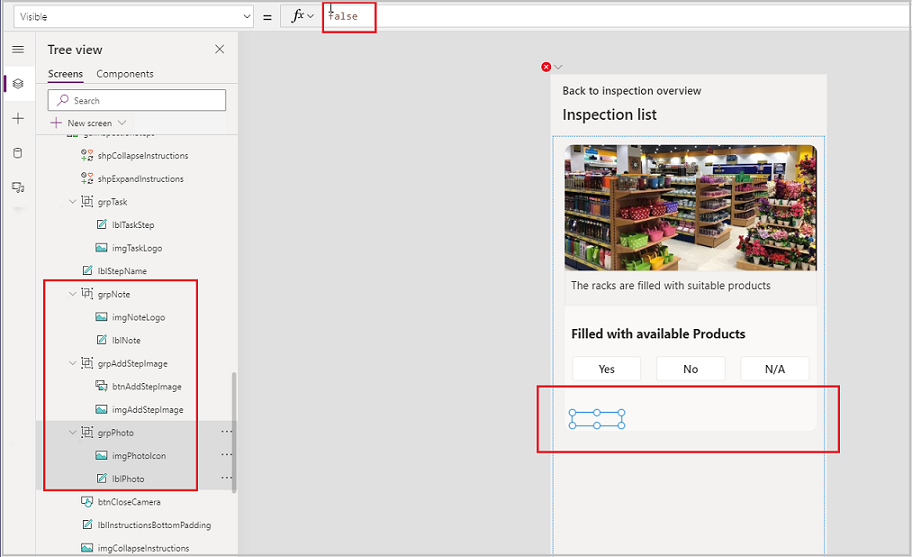 Visible
=
fx
false
Tree view
Screens
Components
Search
New screen
shpCollapseInstructions
shpExpandInstructions
grpTask
lblTaskStep
imgTaskLogo
lblStepName
grpNote
imgNoteLogo
lblNote
grpAddStepImage
btnAddStepImage
imgAddStepImage
grpPhoto
imgPhotoIcon
lblPhoto
btnCloseCamera
lblInstructionsBottomPadding
imgCollapseInstructions
Back to inspection overview
Inspection list
The racks are filled with suitable products
Filled with available Products
Yes
No
N/A